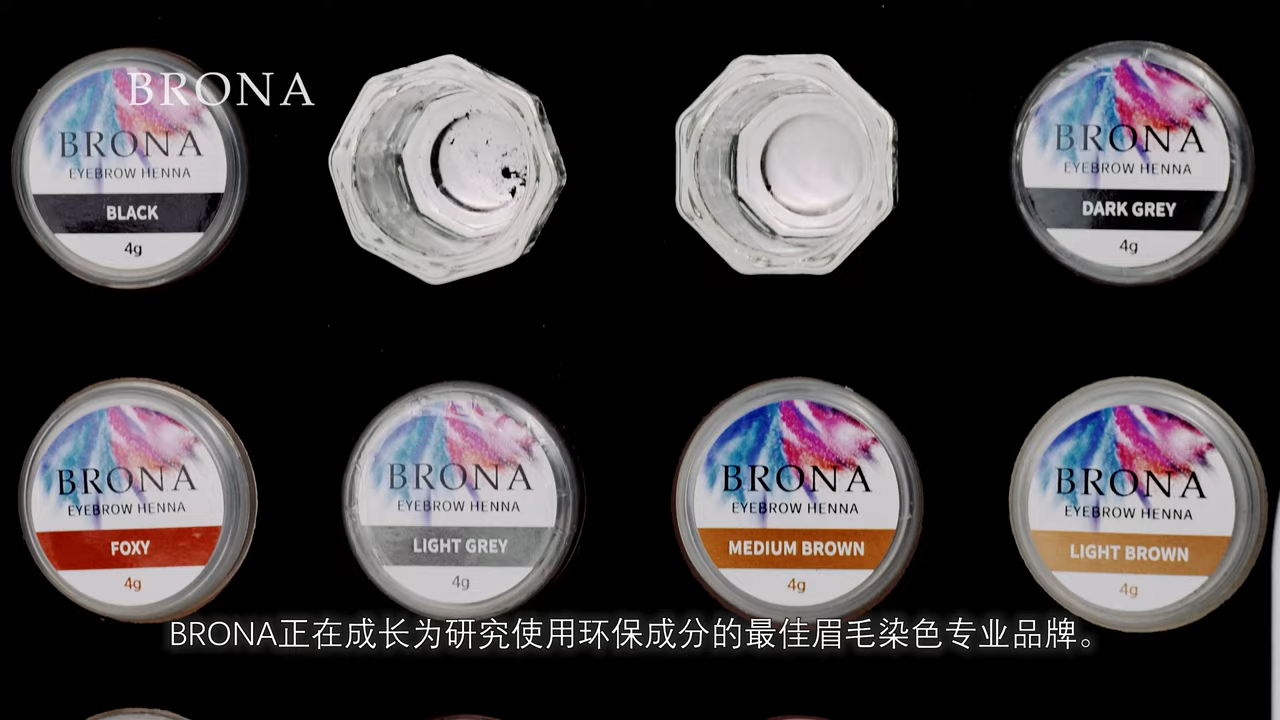 BRONA
BRONA
EYEBROW HENNA
BLACK
4g
BRONA
EYEBROW HENNA
DARK GREY
4g
BRONA
EYEBROW HENNA
FOXY
4g
BRONA
EYEBROW HENNA
LIGHT GREY
4g
BRONA
EYEBROW HENNA
MEDIUM BROWN
4g
BRONA
EYEBROW HENNA
LIGHT BROWN
4g
BRONA正在成长为研究使用环保成分的最佳眉毛染色专业品牌。